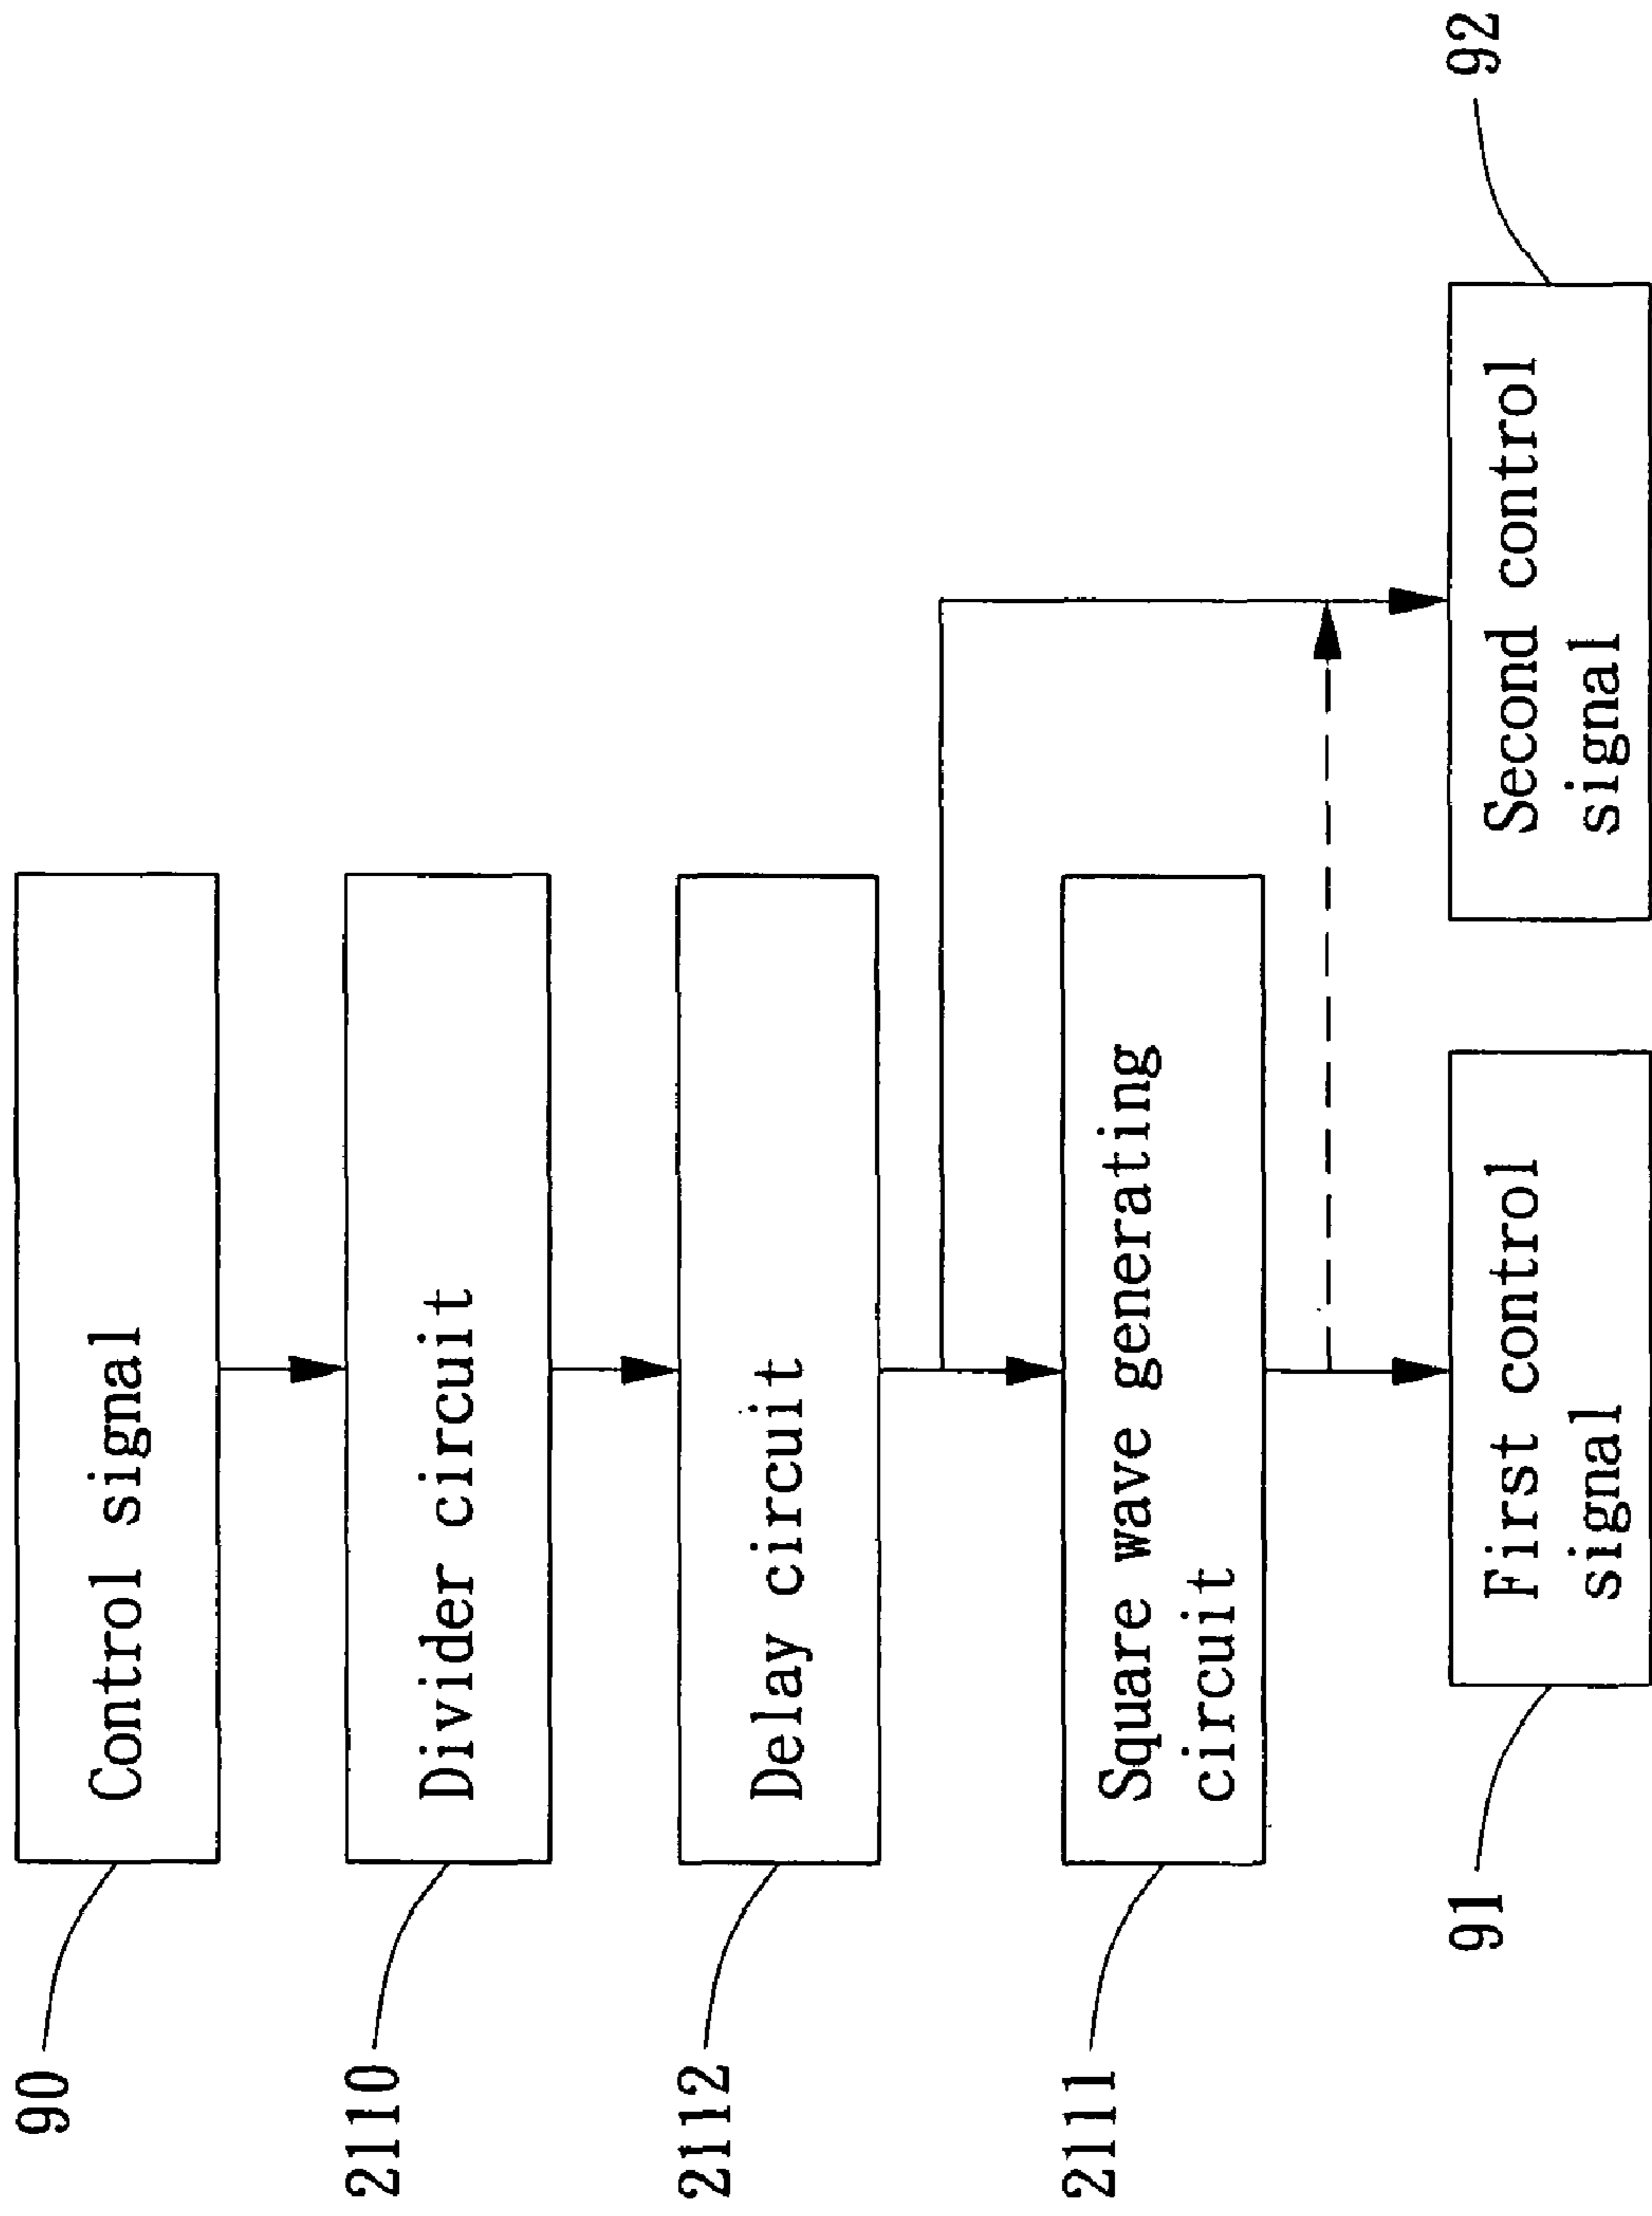 90
Control signal
2110
Divider circuit
2112
Delay circuit
2111
Square wave generating
circuit
91
First control
signal
Second control
signal
92